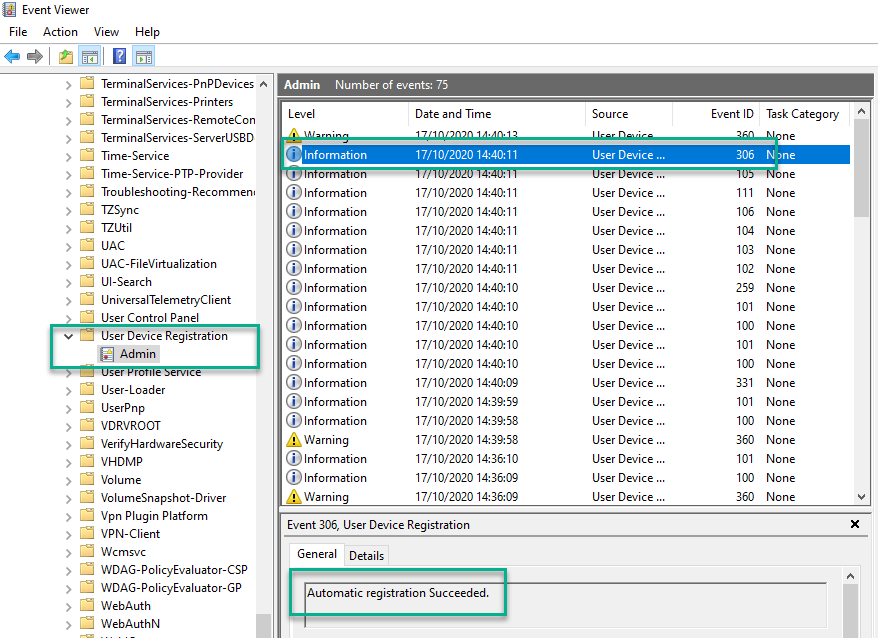 Event Viewer
File Action View Help
TerminalServices-PnPDevices
TerminalServices-Printers
TerminalServices-RemoteCon
TerminalServices-ServerUSBD
Time-Service
Time-Service-PTP-Provider
Troubleshooting-Recommen
TZSync
TZUtil
UAC
UAC-FileVirtualization
UI-Search
UniversalTelemetryClient
User Control Panel
User Device Registration
Admin
User Profile Service
User-Loader
UserPnp
VDRVROOT
VerifyHardwareSecurity
VHDMP
Volume
VolumeSnapshot-Driver
Vpn Plugin Platform
VPN-Client
Wcmsvc
WDAG-PolicyEvaluator-CSP
WDAG-PolicyEvaluator-GP
WebAuth
WebAuthN
Admin Number of events: 75
Level Date and Time Source Event ID Task Category
Warning 17/10/2020 14:40:13 User Device ... 360 None
Information 17/10/2020 14:40:11 User Device ... 306 None
Information 17/10/2020 14:40:11 User Device ... 105 None
Information 17/10/2020 14:40:11 User Device ... 111 None
Information 17/10/2020 14:40:11 User Device ... 106 None
Information 17/10/2020 14:40:11 User Device ... 104 None
Information 17/10/2020 14:40:11 User Device ... 103 None
Information 17/10/2020 14:40:11 User Device ... 102 None
Information 17/10/2020 14:40:10 User Device ... 259 None
Information 17/10/2020 14:40:10 User Device ... 101 None
Information 17/10/2020 14:40:10 User Device ... 100 None
Information 17/10/2020 14:40:10 User Device ... 101 None
Information 17/10/2020 14:40:10 User Device ... 100 None
Information 17/10/2020 14:40:09 User Device ... 331 None
Information 17/10/2020 14:39:59 User Device ... 101 None
Information 17/10/2020 14:39:58 User Device ... 100 None
Warning 17/10/2020 14:39:58 User Device ... 360 None
Information 17/10/2020 14:36:10 User Device ... 101 None
Information 17/10/2020 14:36:09 User Device ... 100 None
Warning 17/10/2020 14:36:09 User Device ... 360 None
Event 306, User Device Registration
General Details
Automatic registration Succeeded.